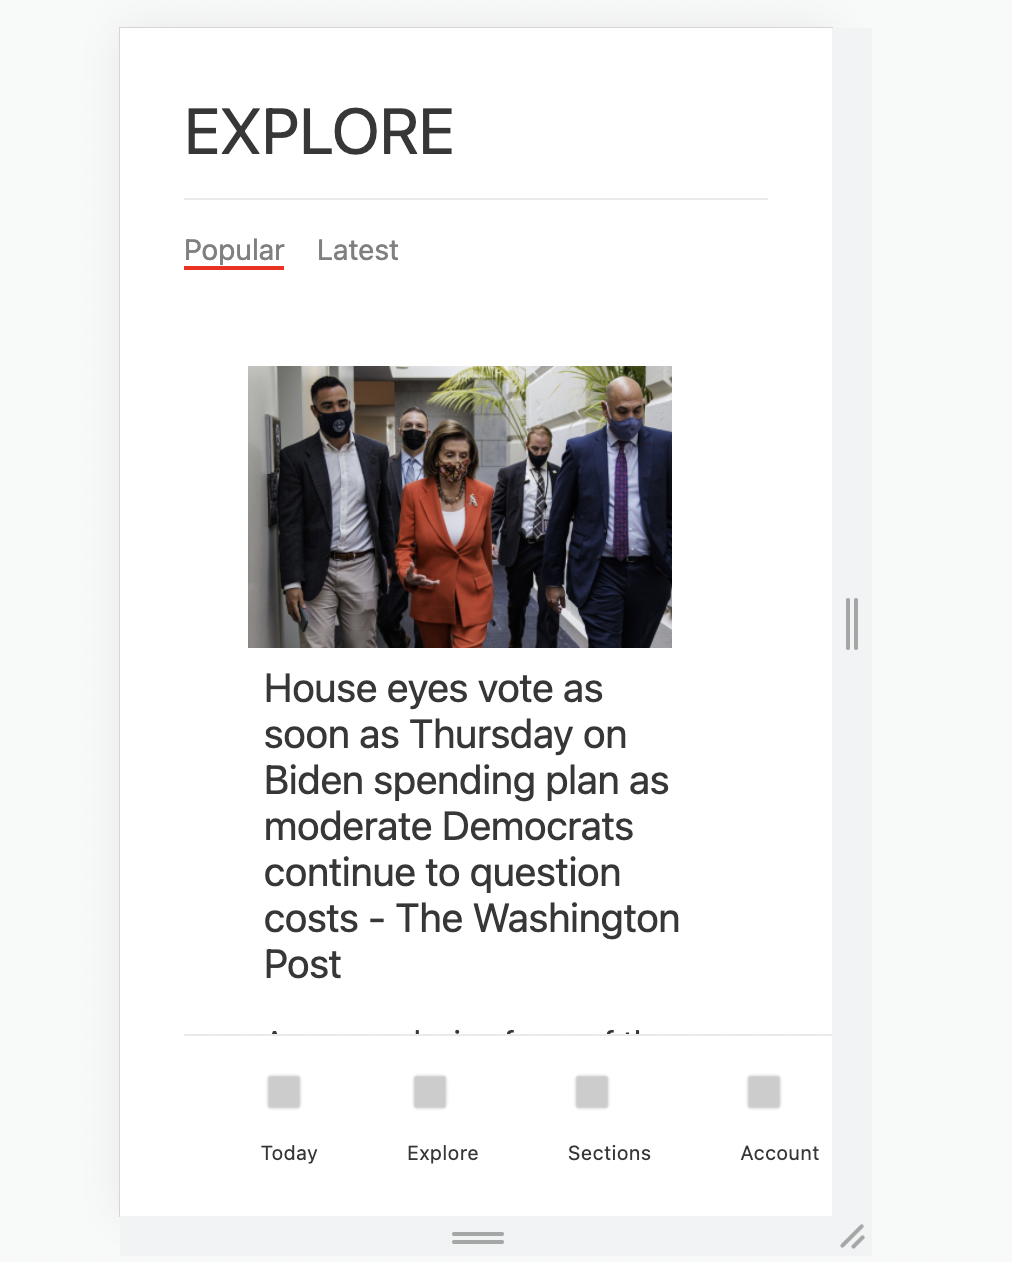 EXPLORE
Popular Latest
House eyes vote as
soon as Thursday on
Biden spending plan as
moderate Democrats
continue to question
costs - The Washington
Post
Today Explore Sections Account